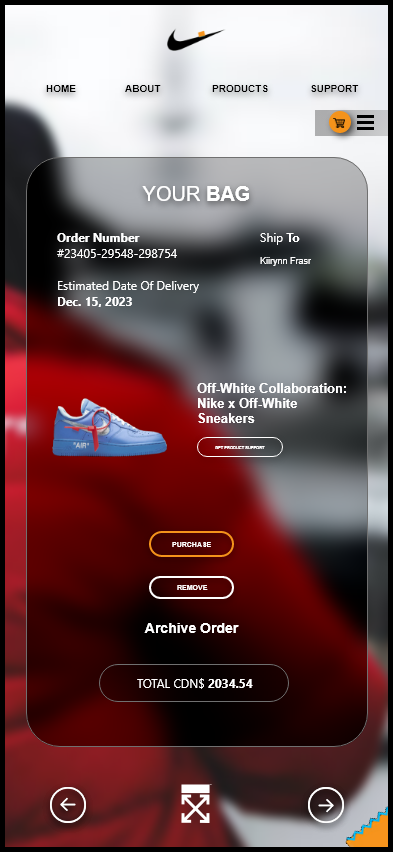 HOME ABOUT PRODUCTS SUPPORT
YOUR BAG
Order Number
#23405-29548-298754
Ship To
Kiirynn Frasr
Estimated Date Of Delivery
Dec. 15, 2023
Off-White Collaboration:
Nike x Off-White
Sneakers
"AIR"
GET PRODUCT SUPPORT
PURCHASE
REMOVE
Archive Order
TOTAL CDN$ 2034.54